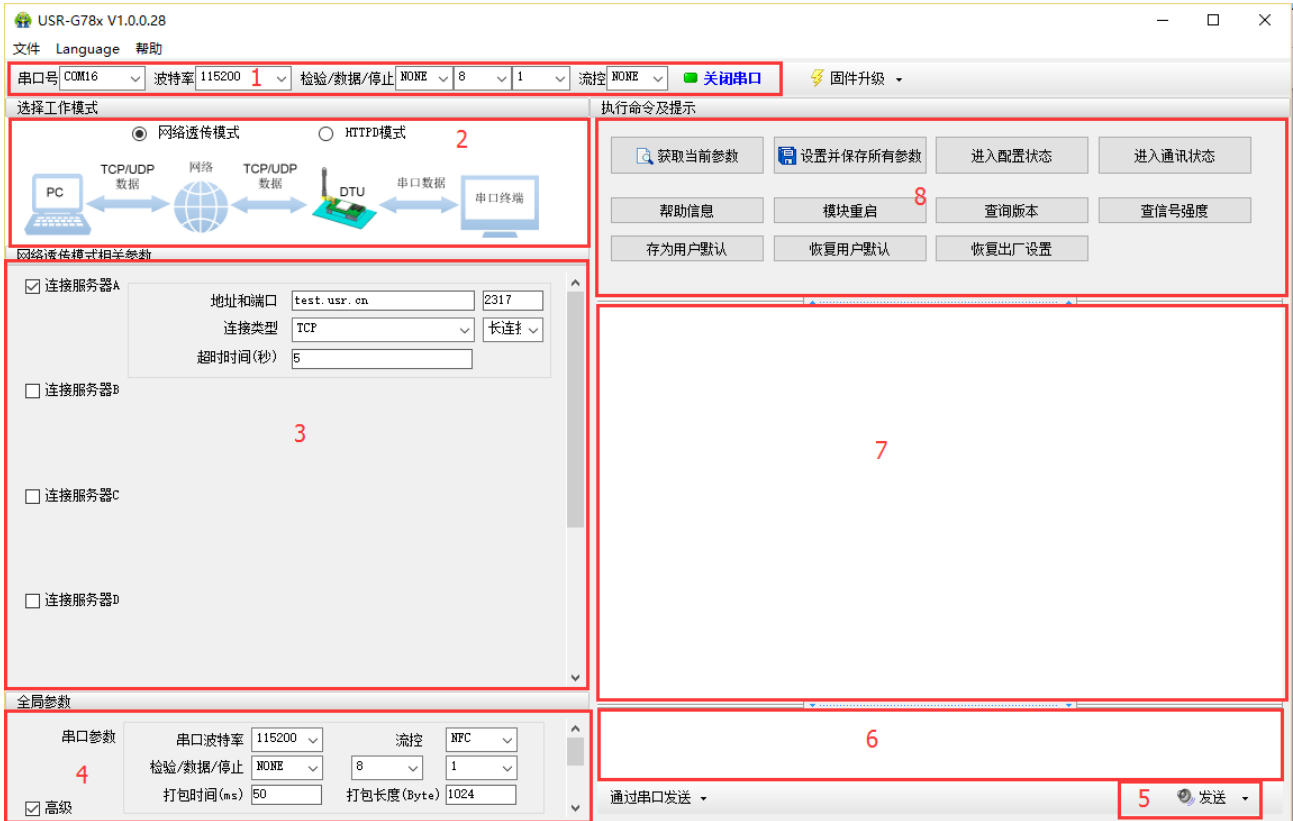 USR-G78x V1.0.0.28
文件 Language 帮助
串口号 COM16 波特率 115200 1 检验/数据/停止 NONE 8 1 流控 NONE 关闭串口 固件升级
选择工作模式
网络透传模式 HTTPD模式 2
TCP/UDP 网络 TCP/UDP
数据 数据 串口数据
PC DTU 串口终端
网络透传模式相关参数
连接服务器A
地址和端口 test.usr.cn 2317
连接类型 TCP 长连接
超时时间(秒) 5
连接服务器B
3
连接服务器C
连接服务器D
全局参数
串口参数 串口波特率 115200 流控 NFC
4 检验/数据/停止 NONE 8 1
打包时间(ms) 50 打包长度(Byte) 1024
高级
执行命令及提示
获取当前参数 设置并保存所有参数 进入配置状态 进入通讯状态
8
帮助信息 模块重启 查询版本 查信号强度
存为用户默认 恢复用户默认 恢复出厂设置
7
6
通过串口发送 5 发送